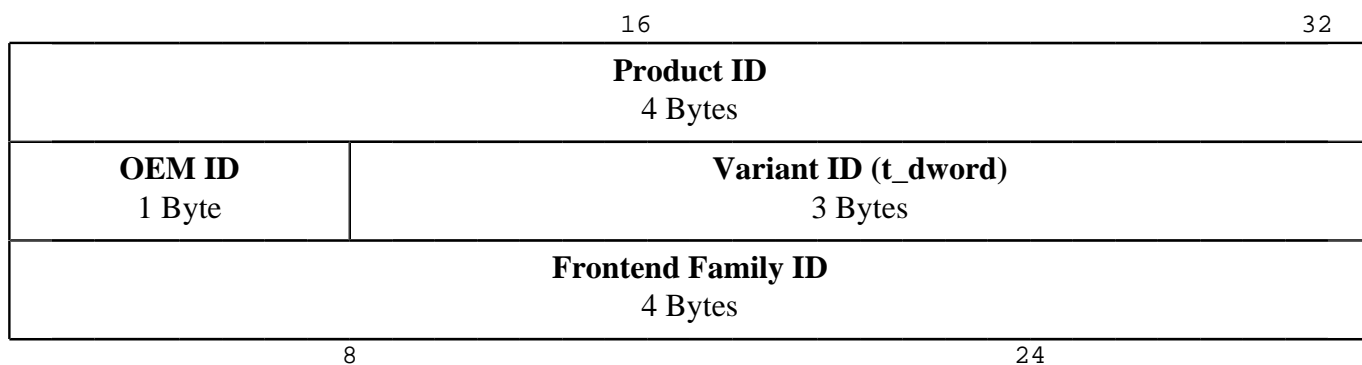 16 32
Product ID
4 Bytes
OEM ID Variant ID (t_dword)
1 Byte 3 Bytes
Frontend Family ID
4 Bytes
8 24